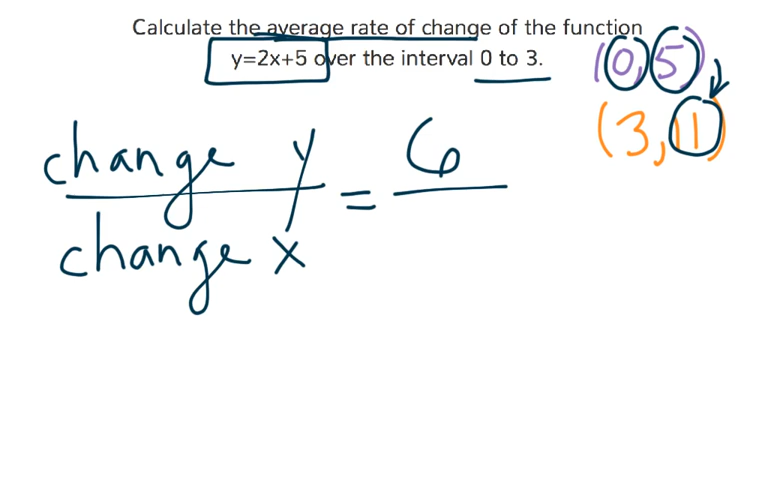 Calculate the average rate of change of the function
y=2x+5 over the interval 0 to 3.
(0,5)
(3,11)
change y = 6
change x